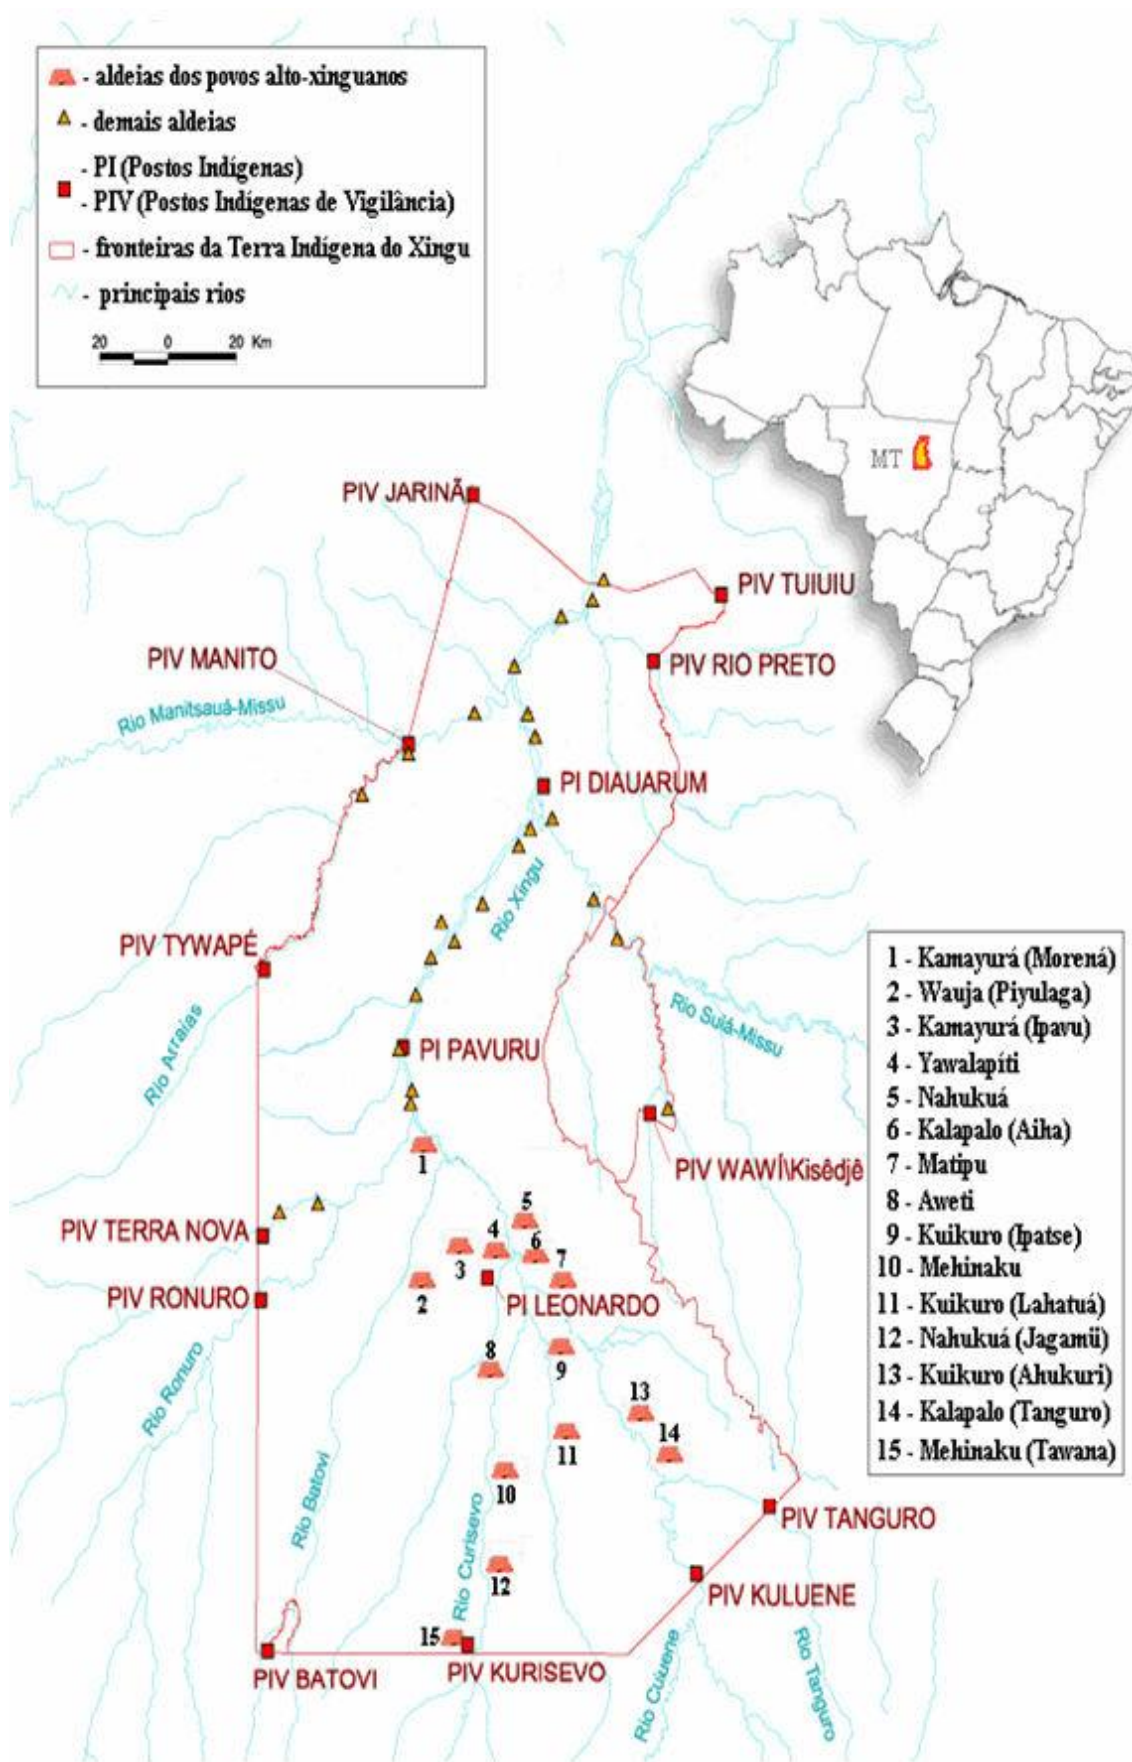 - aldeias dos povos alto-xinguanos
- demais aldeias
- PI (Postos Indígenas)
- PIV (Postos Indígenas de Vigilância)
- fronteiras da Terra Indígena do Xingu
- principais rios
20 0 20 Km
MT
PIV JARINÃ
PIV TUIUIU
PIV MANITO
PIV RIO PRETO
Rio Manitsauá-Missu
PI DIAUARUM
Rio Xingu
PIV TYWAPÉ
Rio Arraias
Rio Suiá-Missu
PI PAVURU
PIV WAWÍ\Kisêdjê
1
PIV TERRA NOVA
5
4
6
3
7
2
PIV RONURO
PI LEONARDO
8
9
Rio Ronuro
13
14
11
10
Rio Batovi
Rio Curisevo
PIV TANGURO
12
PIV KULUENE
15
PIV BATOVI
PIV KURISEVO
Rio Culuene
Rio Tanguro
1 - Kamayurá (Morená)
2 - Wauja (Piyulaga)
3 - Kamayurá (Ipavu)
4 - Yawalapíti
5 - Nahukuá
6 - Kalapalo (Aiha)
7 - Matipu
8 - Aweti
9 - Kuikuro (Ipatse)
10 - Mehinaku
11 - Kuikuro (Lahatuá)
12 - Nahukuá (Jagamü)
13 - Kuikuro (Ahukuri)
14 - Kalapalo (Tanguro)
15 - Mehinaku (Tawana)